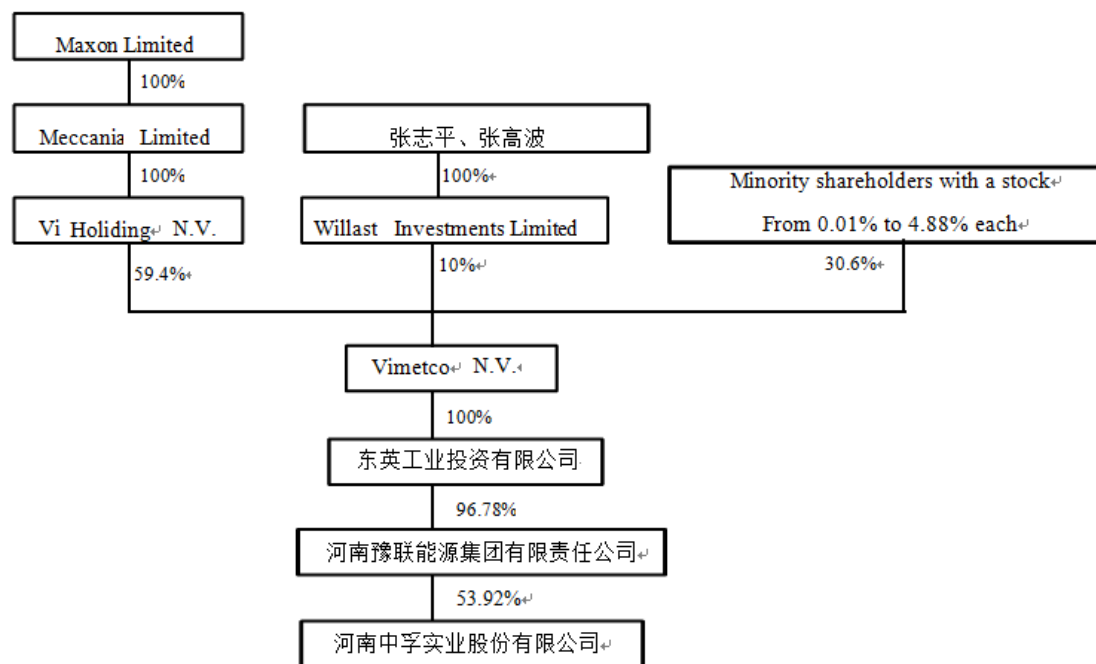 Maxon Limited
100%
Meccania Limited
张志平、张高波
100%
100%
Minority shareholders with a stock
From 0.01% to 4.88% each
Vi Holiding N.V.
Willast Investments Limited
59.4%
10%
30.6%
Vimetco N.V.
100%
东英工业投资有限公司
96.78%
河南豫联能源集团有限责任公司
53.92%
河南中孚实业股份有限公司